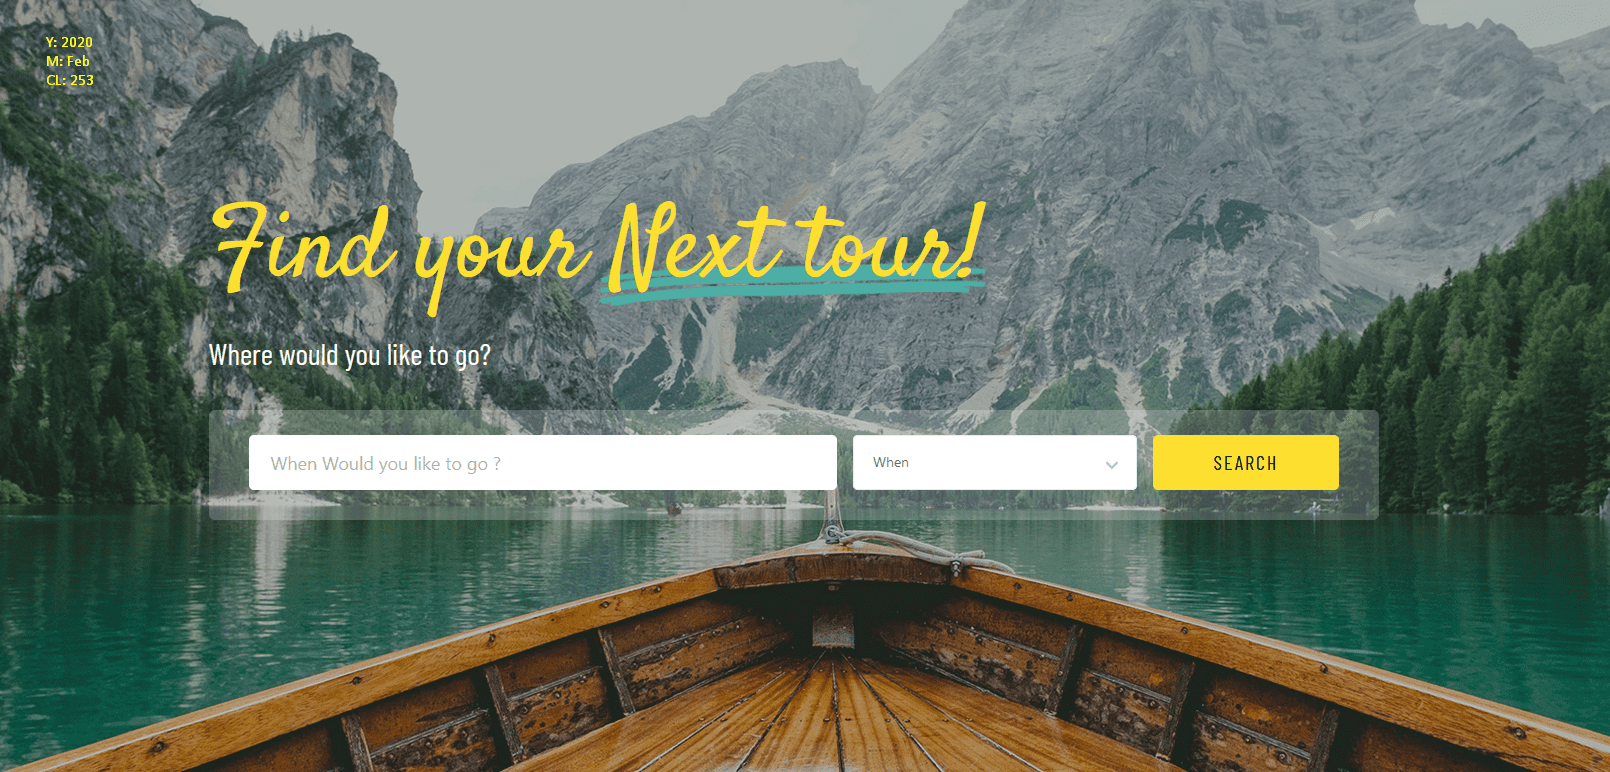 Y: 2020
M: Feb
CL: 253
Find your Next tour!
Where would you like to go?
When Would you like to go ?
When
SEARCH